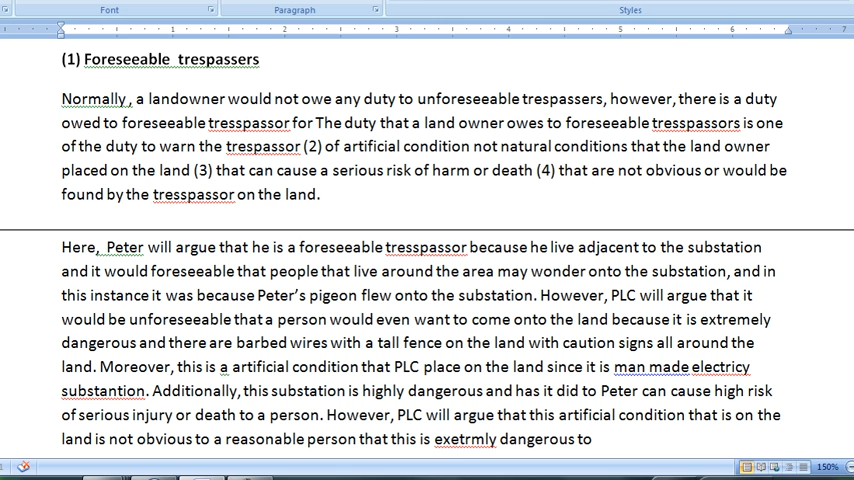 Font Paragraph Styles
1 2 3 4 5 6 7
(1) Foreseeable trespassers
Normally , a landowner would not owe any duty to unforeseeable trespassers, however, there is a duty
owed to foreseeable tresspassor for The duty that a land owner owes to foreseeable tresspassors is one
of the duty to warn the trespassor (2) of artificial condition not natural conditions that the land owner
placed on the land (3) that can cause a serious risk of harm or death (4) that are not obvious or would be
found by the tresspassor on the land.
Here, Peter will argue that he is a foreseeable tresspassor because he live adjacent to the substation
and it would foreseeable that people that live around the area may wonder onto the substation, and in
this instance it was because Peter’s pigeon flew onto the substation. However, PLC will argue that it
would be unforeseeable that a person would even want to come onto the land because it is extremely
dangerous and there are barbed wires with a tall fence on the land with caution signs all around the
land. Moreover, this is a artificial condition that PLC place on the land since it is man made electricy
substantion. Additionally, this substation is highly dangerous and has it did to Peter can cause high risk
of serious injury or death to a person. However, PLC will argue that this artificial condition that is on the
land is not obvious to a reasonable person that this is exetrmly dangerous to
150%